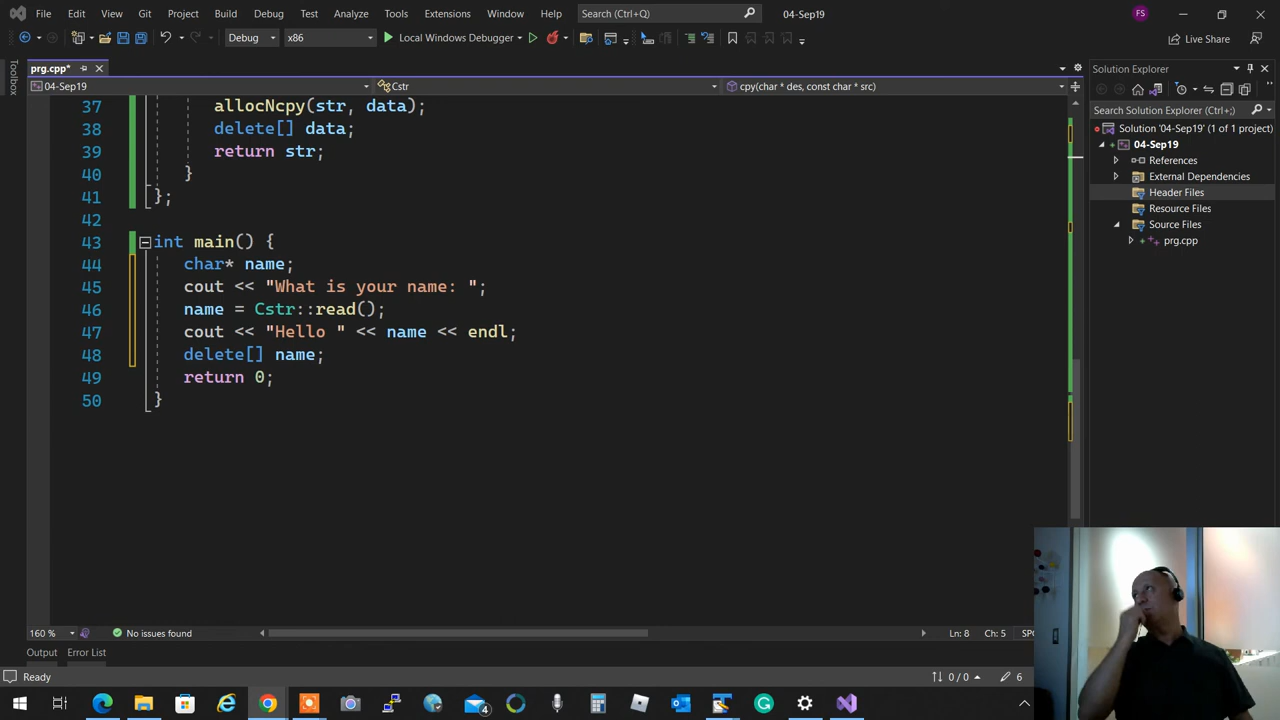 File Edit View Git Project Build Debug Test Analyze Tools Extensions Window Help Search (Ctrl+Q) 04-Sep19 FS
Debug x86 Local Windows Debugger Live Share
Toolbox
prg.cpp*
04-Sep19 Cstr cpy(char * des, const char * src)
37 allocNcpy(str, data);
38 delete[] data;
39 return str;
40 }
41 };
42
43 int main() {
44 char* name;
45 cout << "What is your name: ";
46 name = Cstr::read();
47 cout << "Hello " << name << endl;
48 delete[] name;
49 return 0;
50 }
160 % No issues found Ln: 8 Ch: 5 SPC
Output Error List
Ready 0 / 0 6
Solution Explorer
Search Solution Explorer (Ctrl+;)
Solution '04-Sep19' (1 of 1 project)
04-Sep19
References
External Dependencies
Header Files
Resource Files
Source Files
prg.cpp
4